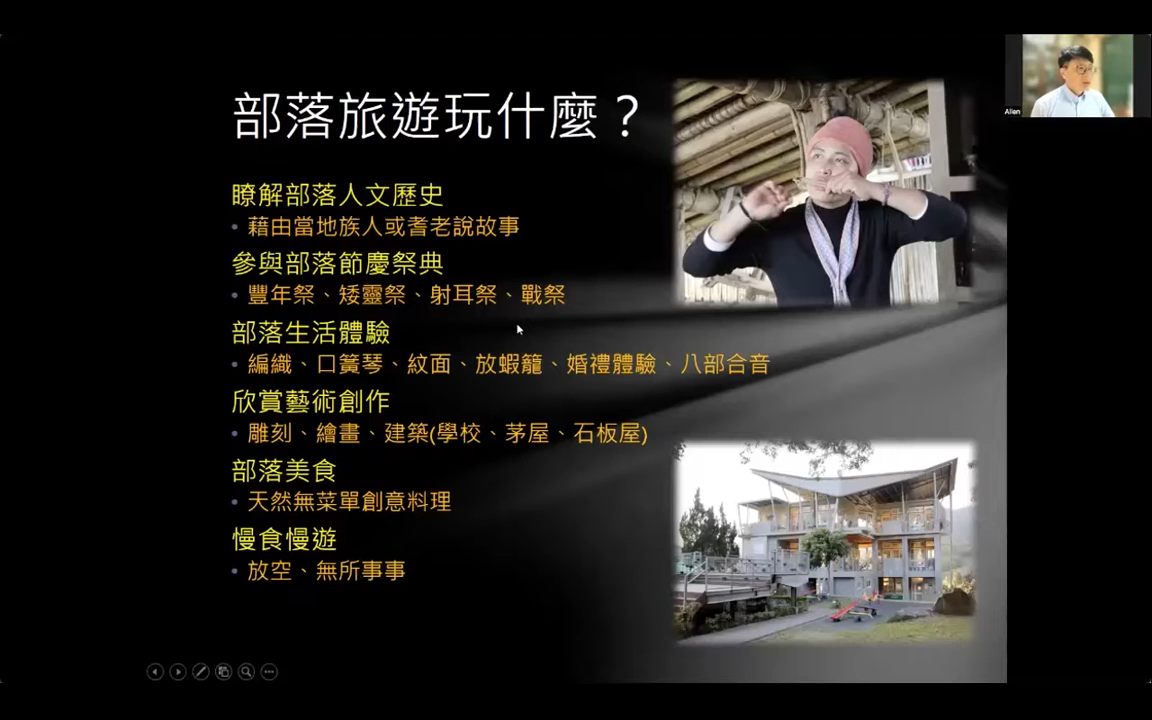 部落旅遊玩什麼？
瞭解部落人文歷史
• 藉由當地族人或耆老說故事
參與部落節慶祭典
• 豐年祭、矮靈祭、射耳祭、戰祭
部落生活體驗
• 編織、口簧琴、紋面、放蝦籠、婚禮體驗、八部合音
欣賞藝術創作
• 雕刻、繪畫、建築(學校、茅屋、石板屋)
部落美食
• 天然無菜單創意料理
慢食慢遊
• 放空、無所事事
Allen